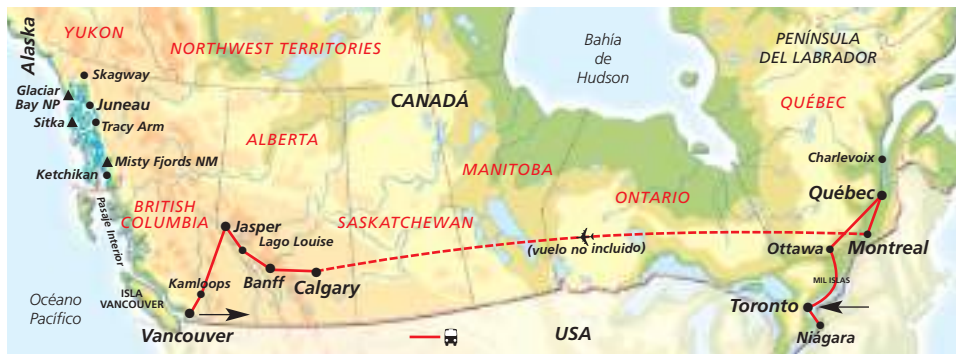 YUKON
Alaska
NORTHWEST TERRITORIES
Bahía
de
Hudson
PENÍNSULA
DEL LABRADOR
Skagway
Glaciar
Bay NP
Juneau
CANADÁ
QUÉBEC
Sitka
Tracy Arm
ALBERTA
Misty Fjords NM
Ketchikan
MANITOBA
Charlevoix
Pasaje Interior
BRITISH
COLUMBIA
ONTARIO
Québec
Jasper
SASKATCHEWAN
Lago Louise
(vuelo no incluido)
Ottawa
Montreal
Kamloops
Banff
Calgary
MIL ISLAS
ISLA
VANCOUVER
Océano
Pacífico
Toronto
Vancouver
USA
Niágara